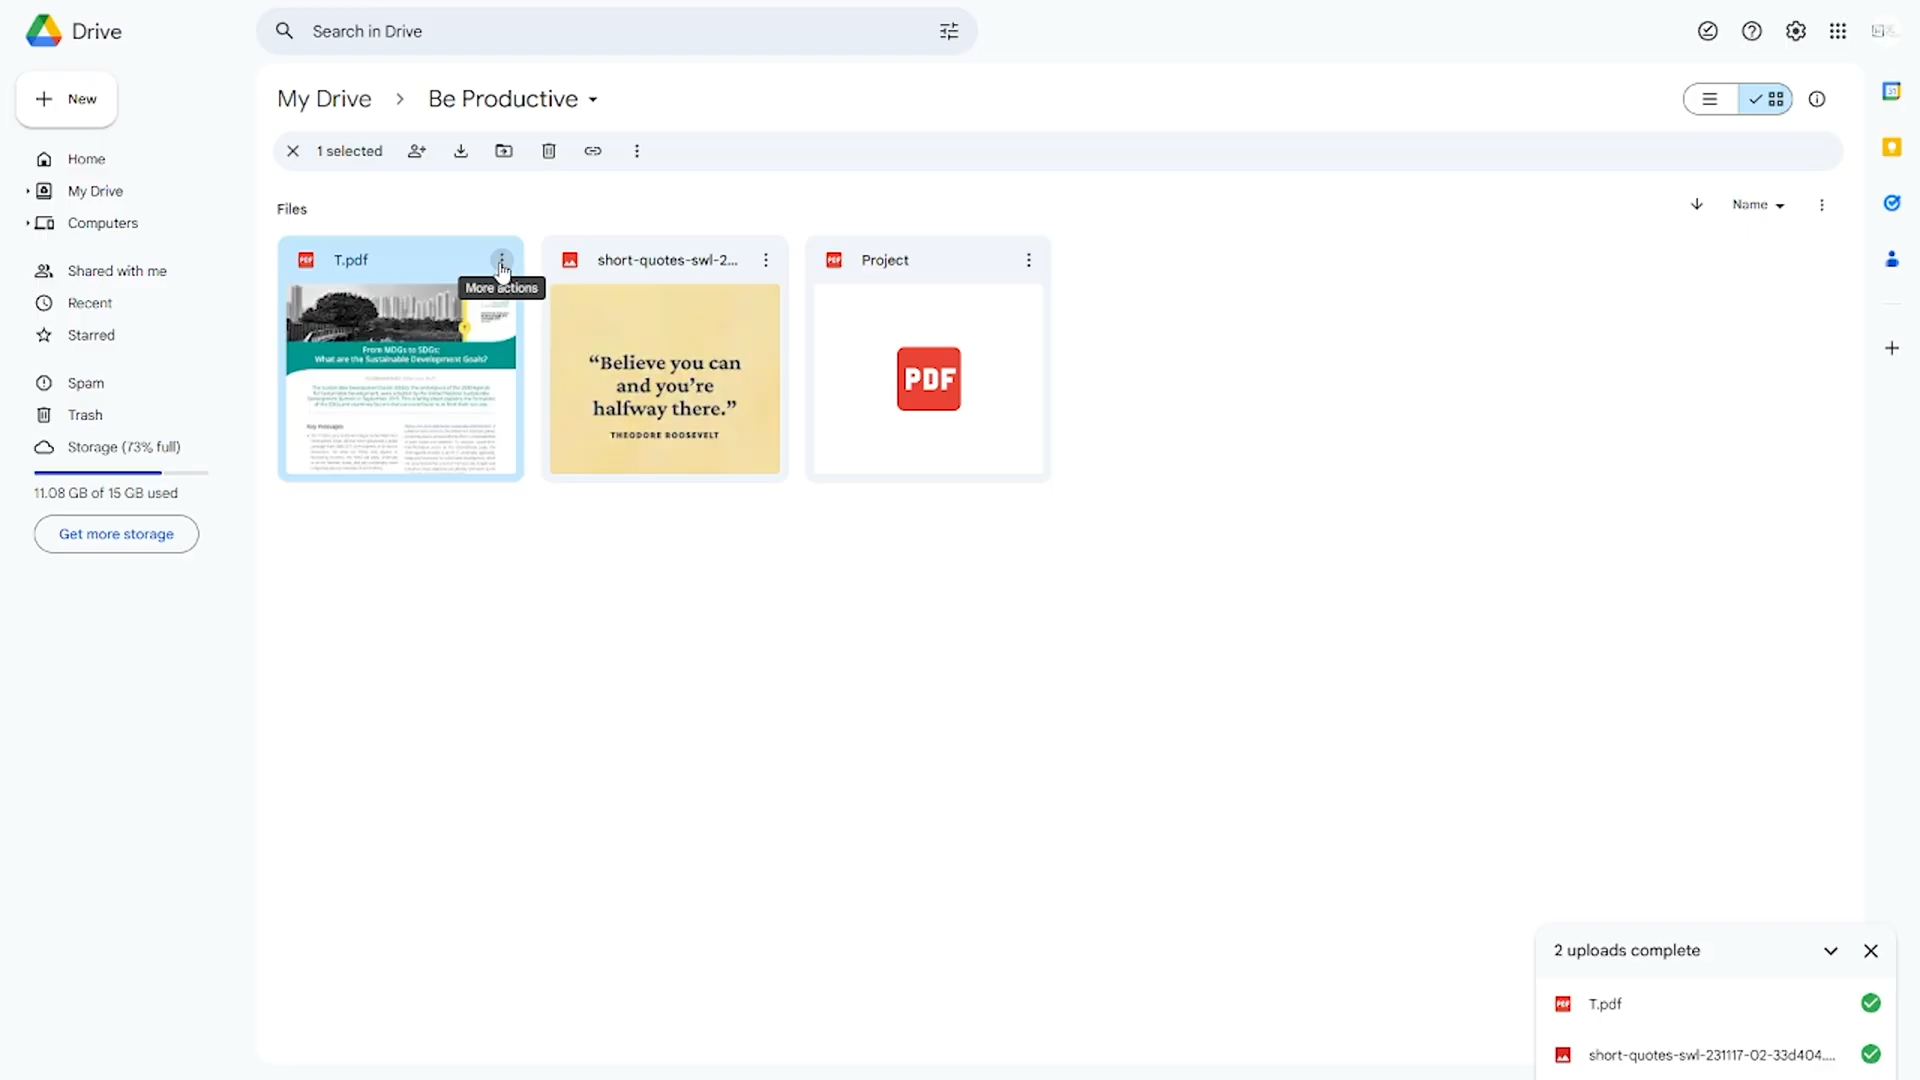 Drive
Search in Drive
New
My Drive
Be Productive
1 selected
Home
My Drive
Computers
Shared with me
Recent
Starred
Spam
Trash
Storage (73% full)
11.08 GB of 15 GB used
Get more storage
Files
Name
T.pdf
More actions
From MDGs to SDGs:
What are the Sustainable Development Goals?
Key Messages
short-quotes-swl-2...
“Believe you can
and you’re
halfway there.”
THEODORE ROOSEVELT
Project
PDF
31
2 uploads complete
PDF
T.pdf
short-quotes-swl-231117-02-33d404....